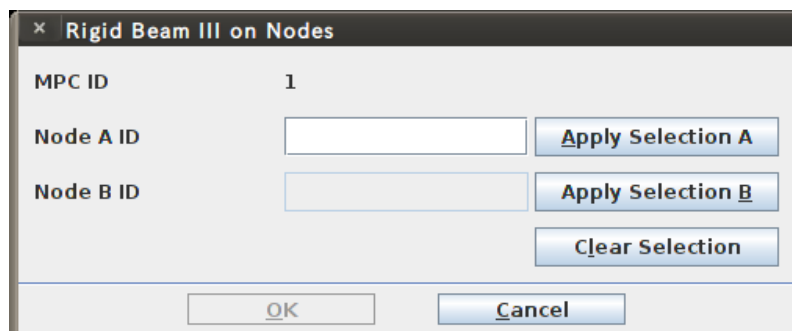 × Rigid Beam III on Nodes
MPC ID 1
Node A ID Apply Selection A
Node B ID Apply Selection B
Clear Selection
OK Cancel